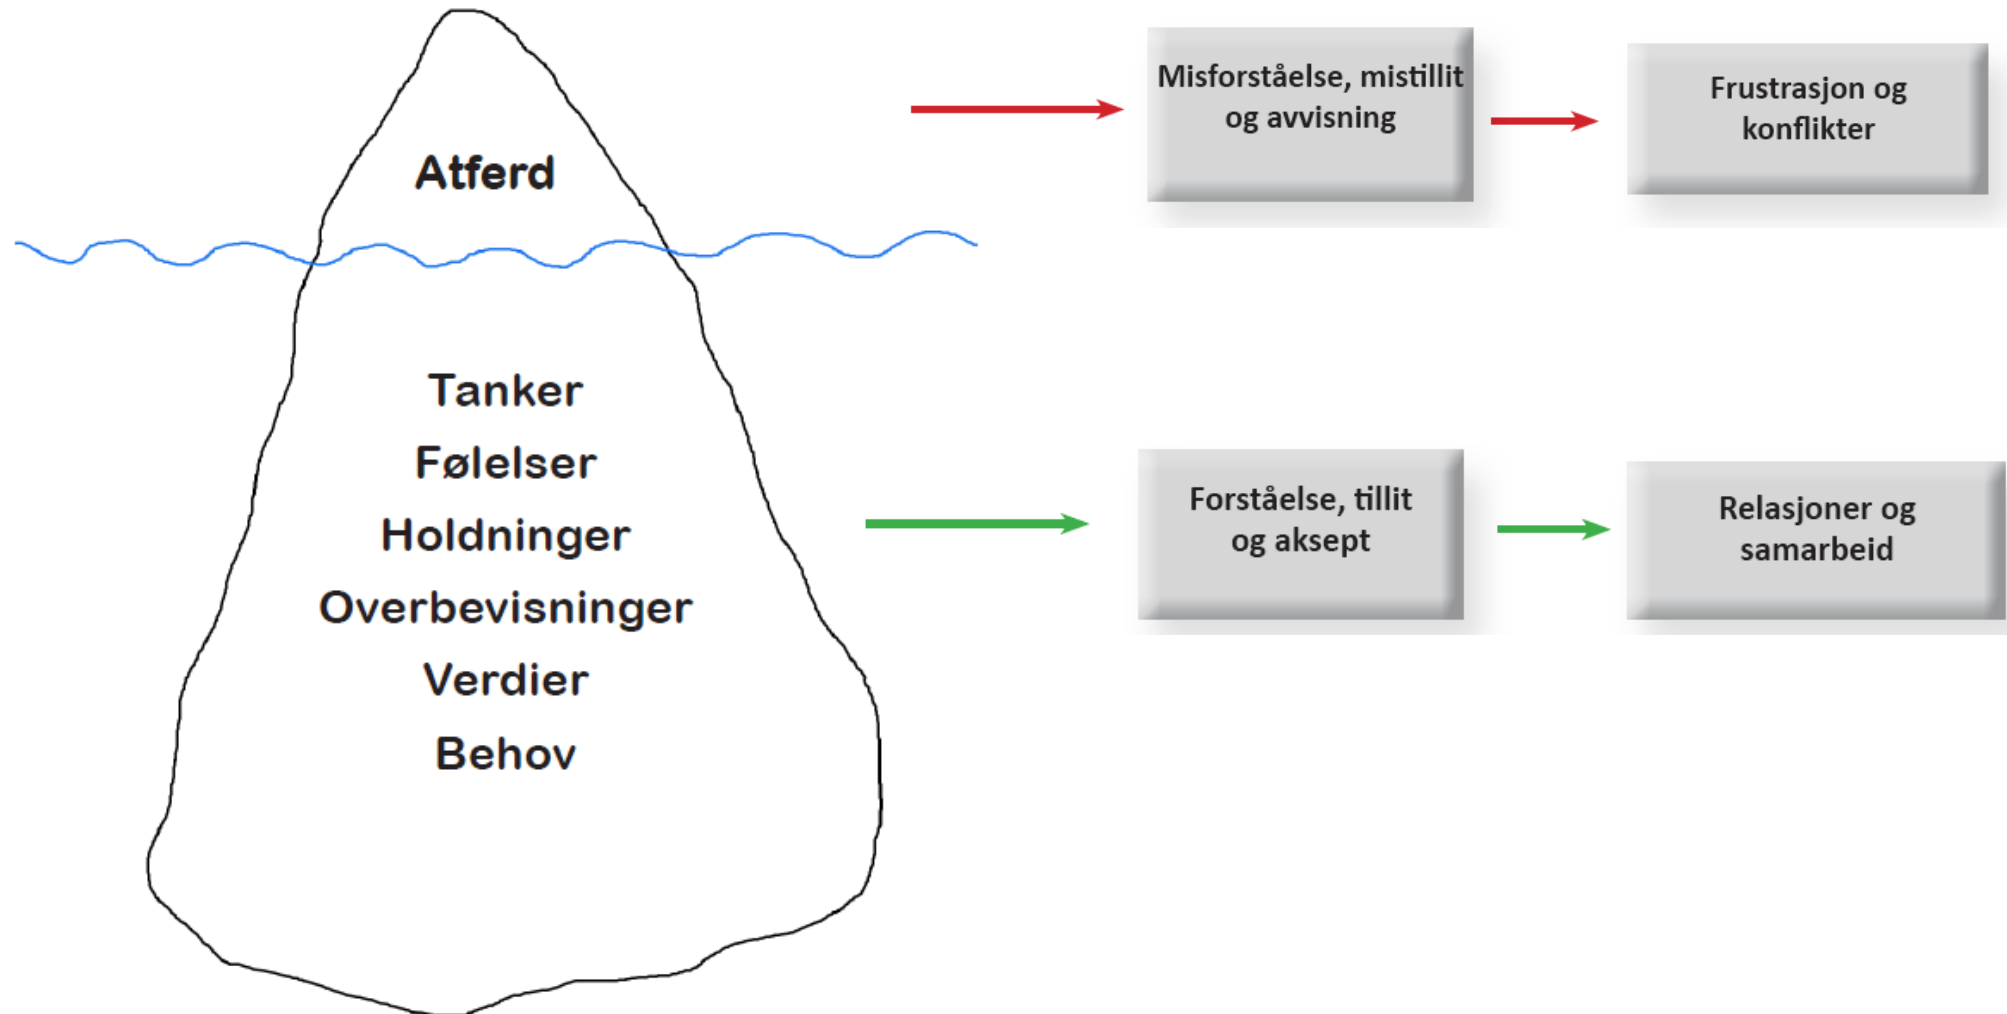 Atferd
Misforståelse, mistillit
og avvisning
Frustrasjon og
konflikter
Tanker
Følelser
Holdninger
Overbevisninger
Verdier
Behov
Forståelse, tillit
og aksept
Relasjoner og
samarbeid